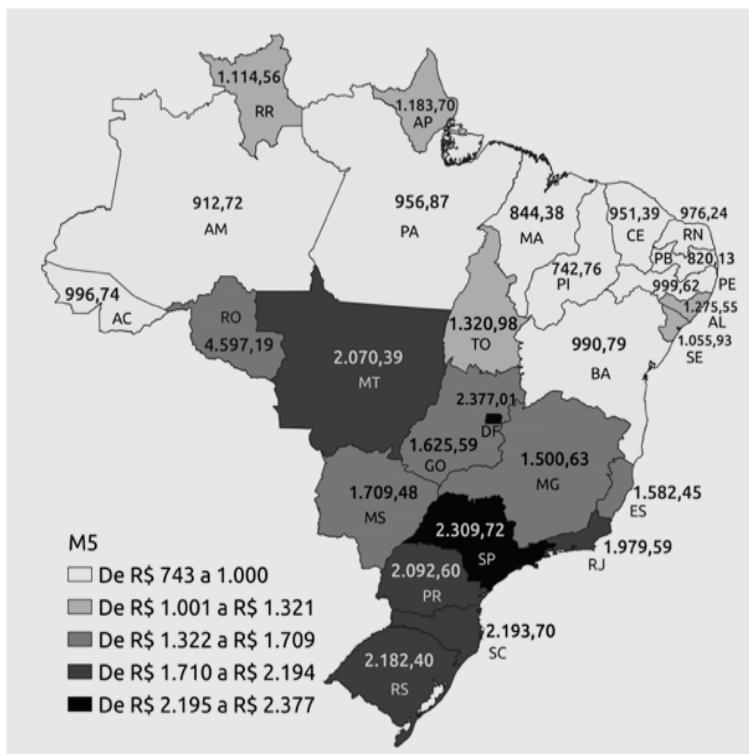 1.114,56
RR
1.183,70
AP
912,72
AM
956,87
PA
844,38
MA
951,39
CE
976,24
RN
PB
820,13
742,76
PI
999,62
PE
1.275,55
AL
1.055,93
SE
996,74
AC
RO
4.597,19
2.070,39
MT
1.320,98
TO
990,79
BA
2.377,01
DF
1.625,59
GO
1.500,63
MG
1.709,48
MS
1.582,45
ES
2.309,72
SP
1.979,59
RJ
2.092,60
PR
2.193,70
SC
2.182,40
RS
M5
De R$ 743 a 1.000
De R$ 1.001 a R$ 1.321
De R$ 1.322 a R$ 1.709
De R$ 1.710 a R$ 2.194
De R$ 2.195 a R$ 2.377